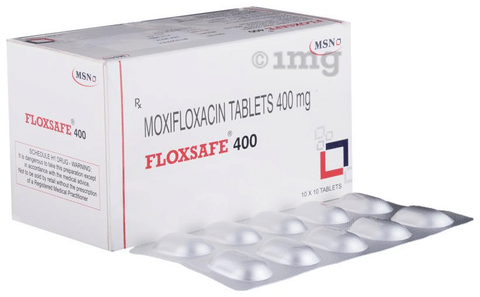 MSN
FLOXSAFE® 400
SCHEDULE H1 DRUG - WARNING
It is dangerous to take this preparation except
in accordance with the medical advice.
Not to be sold by retail without the prescription
of a Registered Medical Practitioner
MSN
©1mg
Rx
MOXIFLOXACIN TABLETS 400 mg
FLOXSAFE® 400
10 X 10 TABLETS